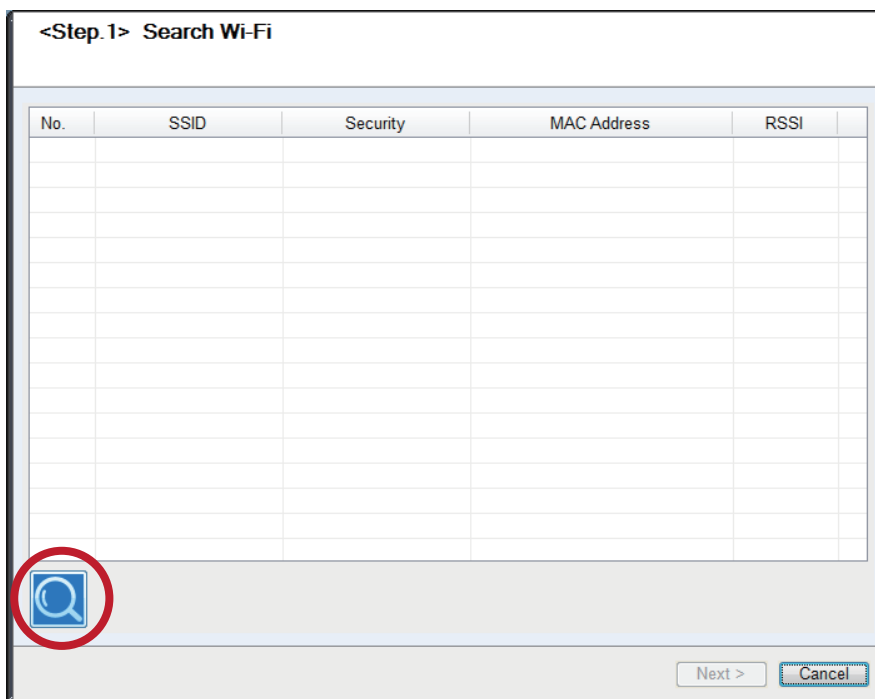 <Step.1> Search Wi-Fi
No. SSID Security MAC Address RSSI
Next > Cancel